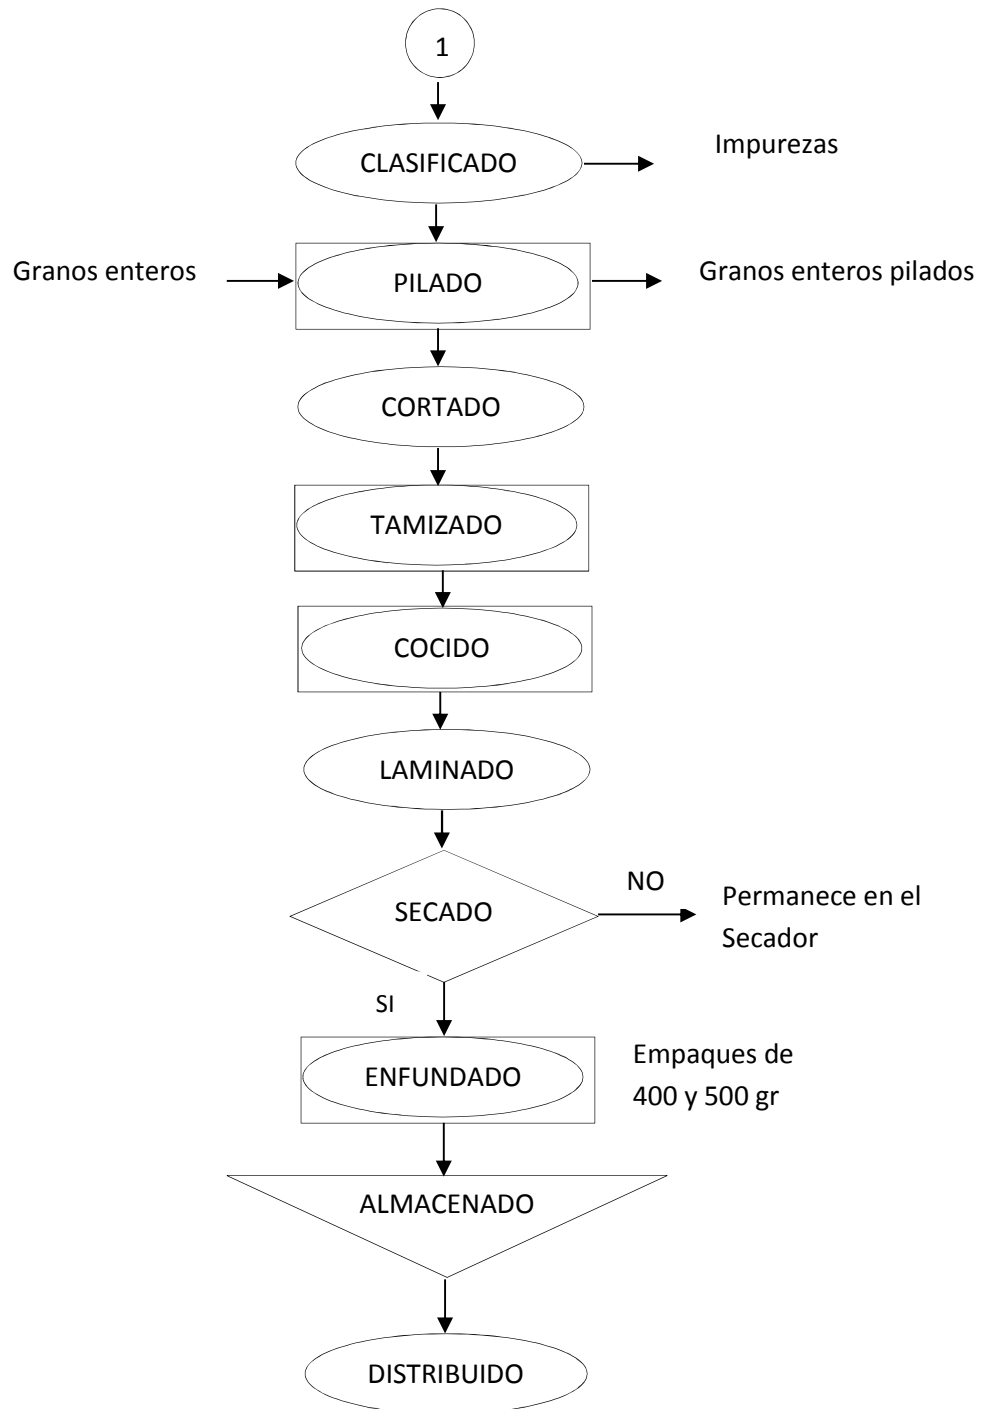 1
CLASIFICADO
Impurezas
Granos enteros
PILADO
Granos enteros pilados
CORTADO
TAMIZADO
COCIDO
LAMINADO
SECADO
NO
Permanece en el
Secador
SI
ENFUNDADO
Empaques de
400 y 500 gr
ALMACENADO
DISTRIBUIDO